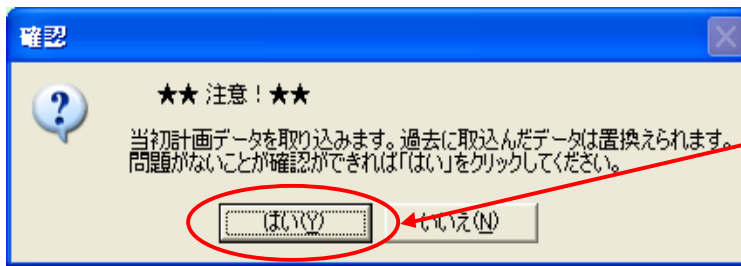 確認
★★ 注意！★★
当初計画データを取り込みます。過去に取込んだデータは置換えられます。
問題がないことが確認ができれば「はい」をクリックしてください。
はい(Y)
いいえ(N)